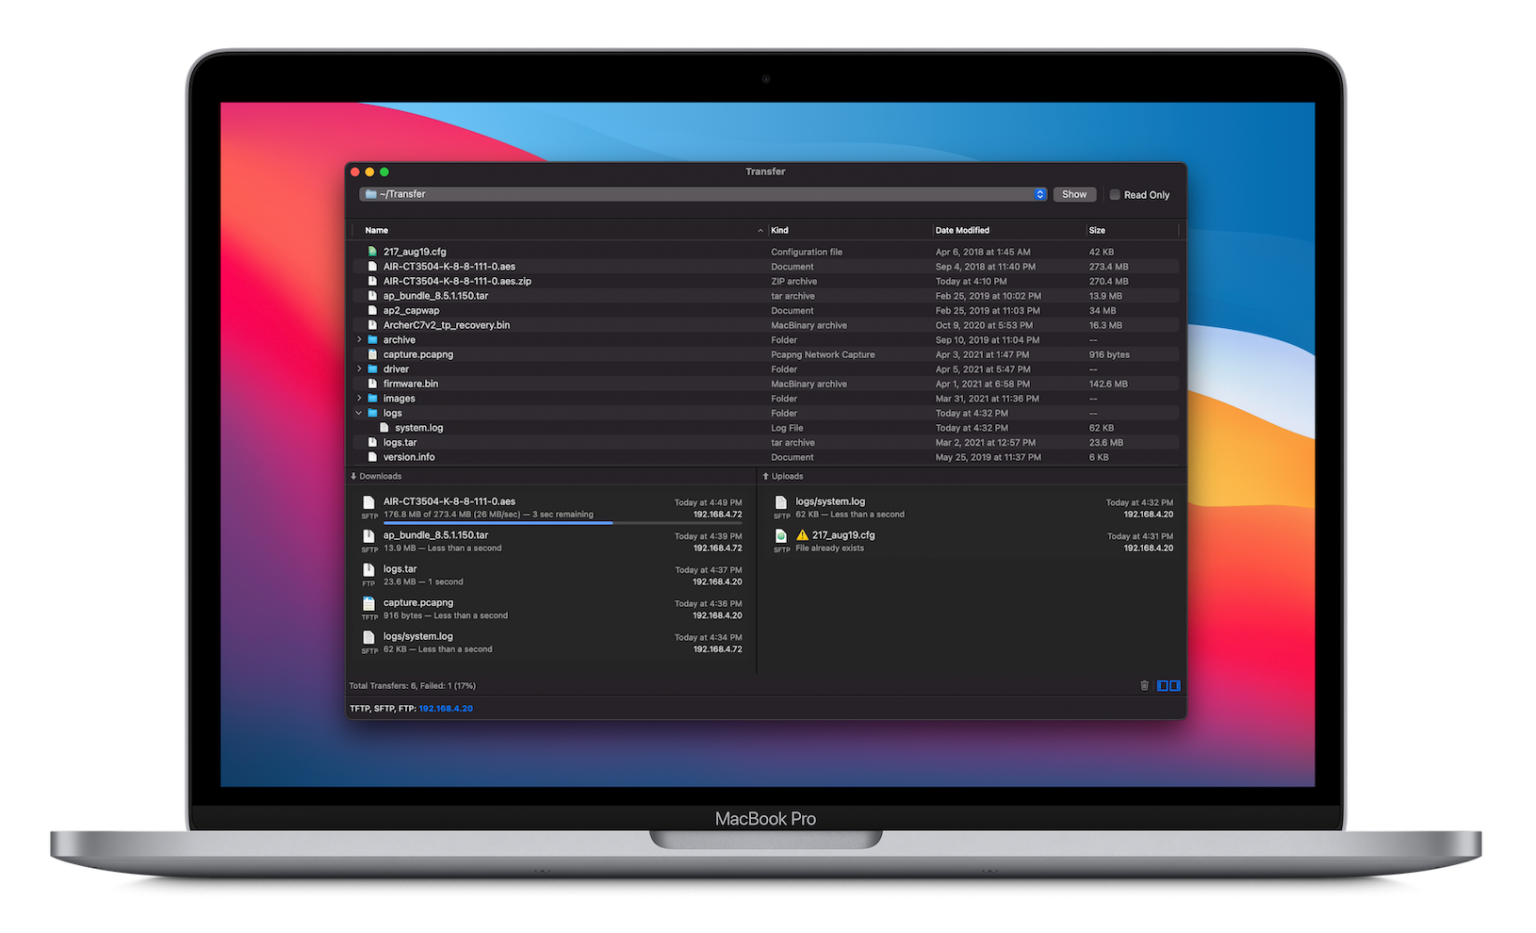 Transfer
~/Transfer Show Read Only
Name Kind Date Modified Size
217_aug19.cfg Configuration file Apr 6, 2018 at 1:45 AM 42 KB
AIR-CT3504-K-8-8-111-0.aes Document Sep 4, 2018 at 11:40 PM 273.4 MB
AIR-CT3504-K-8-8-111-0.aes.zip ZIP archive Today at 4:10 PM 270.4 MB
ap_bundle_8.5.1.150.tar tar archive Feb 25, 2019 at 10:02 PM 13.9 MB
ap2_capwap Document Feb 25, 2019 at 11:03 PM 34 MB
ArcherC7v2_tp_recovery.bin MacBinary archive Oct 9, 2020 at 5:53 PM 16.3 MB
archive Folder Sep 10, 2019 at 11:04 PM --
capture.pcapng Pcapng Network Capture Apr 3, 2021 at 1:47 PM 916 bytes
driver Folder Apr 5, 2021 at 5:47 PM --
firmware.bin MacBinary archive Apr 1, 2021 at 6:58 PM 142.6 MB
images Folder Mar 31, 2021 at 11:36 PM --
logs Folder Today at 4:32 PM --
system.log Log File Today at 4:32 PM 62 KB
logs.tar tar archive Mar 2, 2021 at 12:57 PM 23.6 MB
version.info Document May 25, 2019 at 11:37 PM 6 KB
Downloads
AIR-CT3504-K-8-8-111-0.aes Today at 4:49 PM
SFTP 176.8 MB of 273.4 MB (26 MB/sec) — 3 sec remaining 192.168.4.72
ap_bundle_8.5.1.150.tar Today at 4:39 PM
SFTP 13.9 MB — Less than a second 192.168.4.72
logs.tar Today at 4:37 PM
FTP 23.6 MB — 1 second 192.168.4.20
capture.pcapng Today at 4:36 PM
TFTP 916 bytes — Less than a second 192.168.4.20
logs/system.log Today at 4:34 PM
SFTP 62 KB — Less than a second 192.168.4.72
Uploads
logs/system.log Today at 4:32 PM
SFTP 62 KB — Less than a second 192.168.4.20
217_aug19.cfg Today at 4:31 PM
SFTP File already exists 192.168.4.20
Total Transfers: 6, Failed: 1 (17%)
TFTP, SFTP, FTP: 192.168.4.20
MacBook Pro